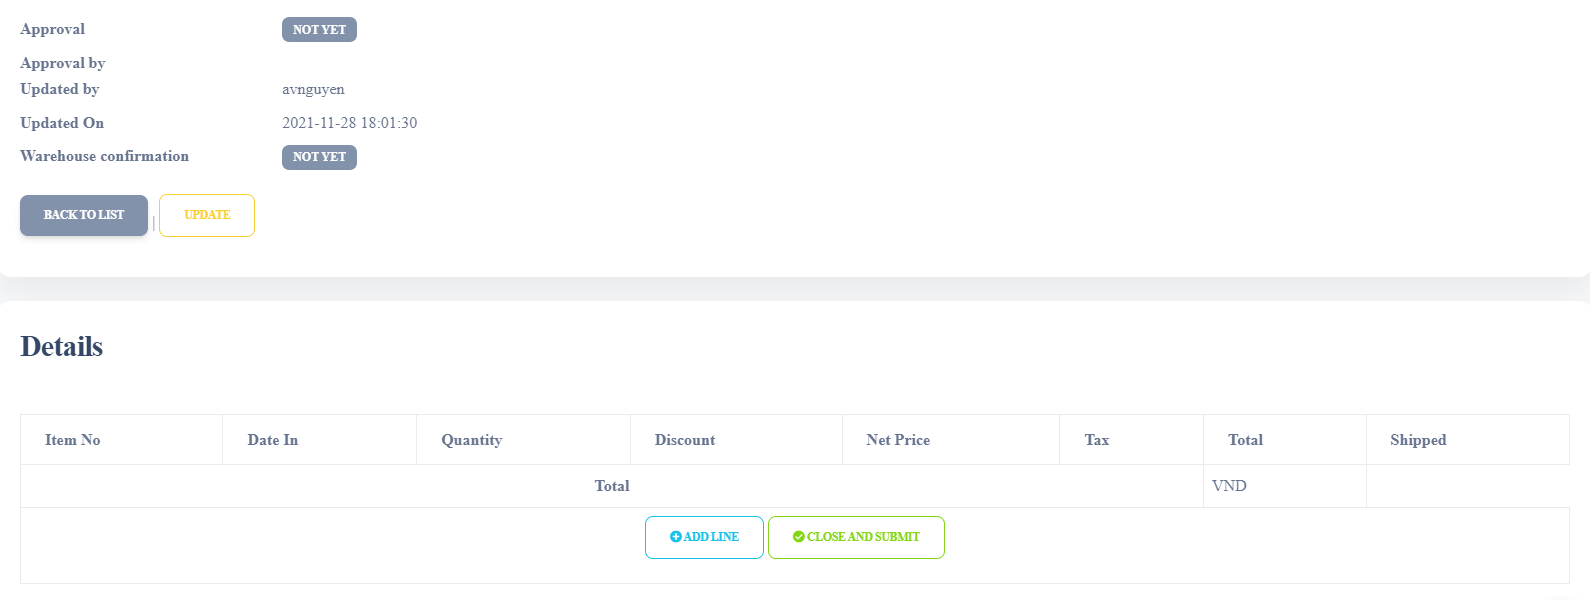 Approval NOT YET
Approval by
Updated by avnguyen
Updated On 2021-11-28 18:01:30
Warehouse confirmation NOT YET
BACK TO LIST | UPDATE
Details
Item No Date In Quantity Discount Net Price Tax Total Shipped
Total VND
ADD LINE CLOSE AND SUBMIT